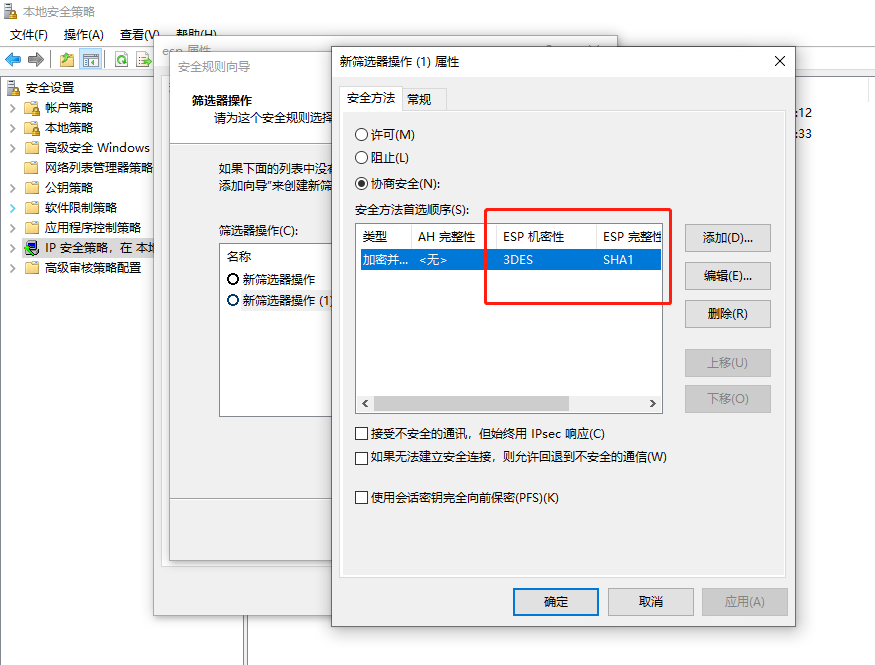 本地安全策略
文件(F) 操作(A) 查看(V) 帮助(H)
安全设置
帐户策略
本地策略
高级安全 Windows
网络列表管理器策略
公钥策略
软件限制策略
应用程序控制策略
IP 安全策略，在 本地
高级审核策略配置
esp 属性
安全规则向导
筛选器操作
请为这个安全规则选择
如果下面的列表中没有
添加向导"来创建新筛
筛选器操作(C):
名称
新筛选器操作
新筛选器操作 (1)
新筛选器操作 (1) 属性
安全方法 常规
许可(M)
阻止(L)
协商安全(N):
安全方法首选顺序(S):
类型 AH 完整性 ESP 机密性 ESP 完整性
加密并... <无> 3DES SHA1
添加(D)...
编辑(E)...
删除(R)
上移(U)
下移(O)
接受不安全的通讯，但始终用 IPsec 响应(C)
如果无法建立安全连接，则允许回退到不安全的通信(W)
使用会话密钥完全向前保密(PFS)(K)
确定 取消 应用(A)
:12
:33